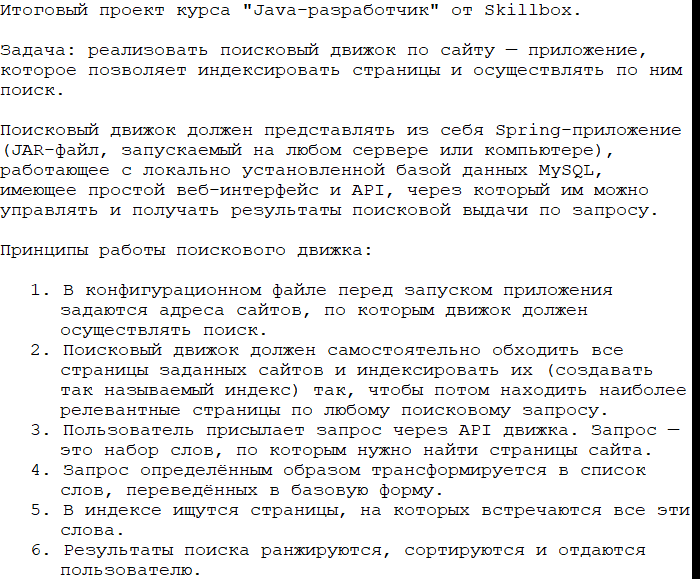 Итоговый проект курса "Java-разработчик" от Skillbox.
Задача: реализовать поисковый движок по сайту — приложение,
которое позволяет индексировать страницы и осуществлять по ним
поиск.
Поисковый движок должен представлять из себя Spring-приложение
(JAR-файл, запускаемый на любом сервере или компьютере),
работающее с локально установленной базой данных MySQL,
имеющее простой веб-интерфейс и API, через который им можно
управлять и получать результаты поисковой выдачи по запросу.
Принципы работы поискового движка:
1. В конфигурационном файле перед запуском приложения
задаются адреса сайтов, по которым движок должен
осуществлять поиск.
2. Поисковый движок должен самостоятельно обходить все
страницы заданных сайтов и индексировать их (создавать
так называемый индекс) так, чтобы потом находить наиболее
релевантные страницы по любому поисковому запросу.
3. Пользователь присылает запрос через API движка. Запрос —
это набор слов, по которым нужно найти страницы сайта.
4. Запрос определённым образом трансформируется в список
слов, переведённых в базовую форму.
5. В индексе ищутся страницы, на которых встречаются все эти
слова.
6. Результаты поиска ранжируются, сортируются и отдаются
пользователю.